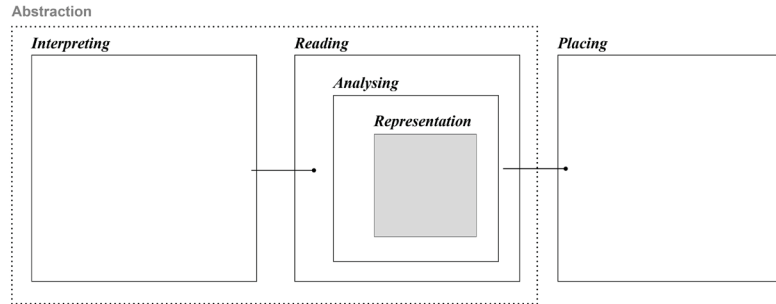 Abstraction
Interpreting
Reading
Placing
Analysing
Representation